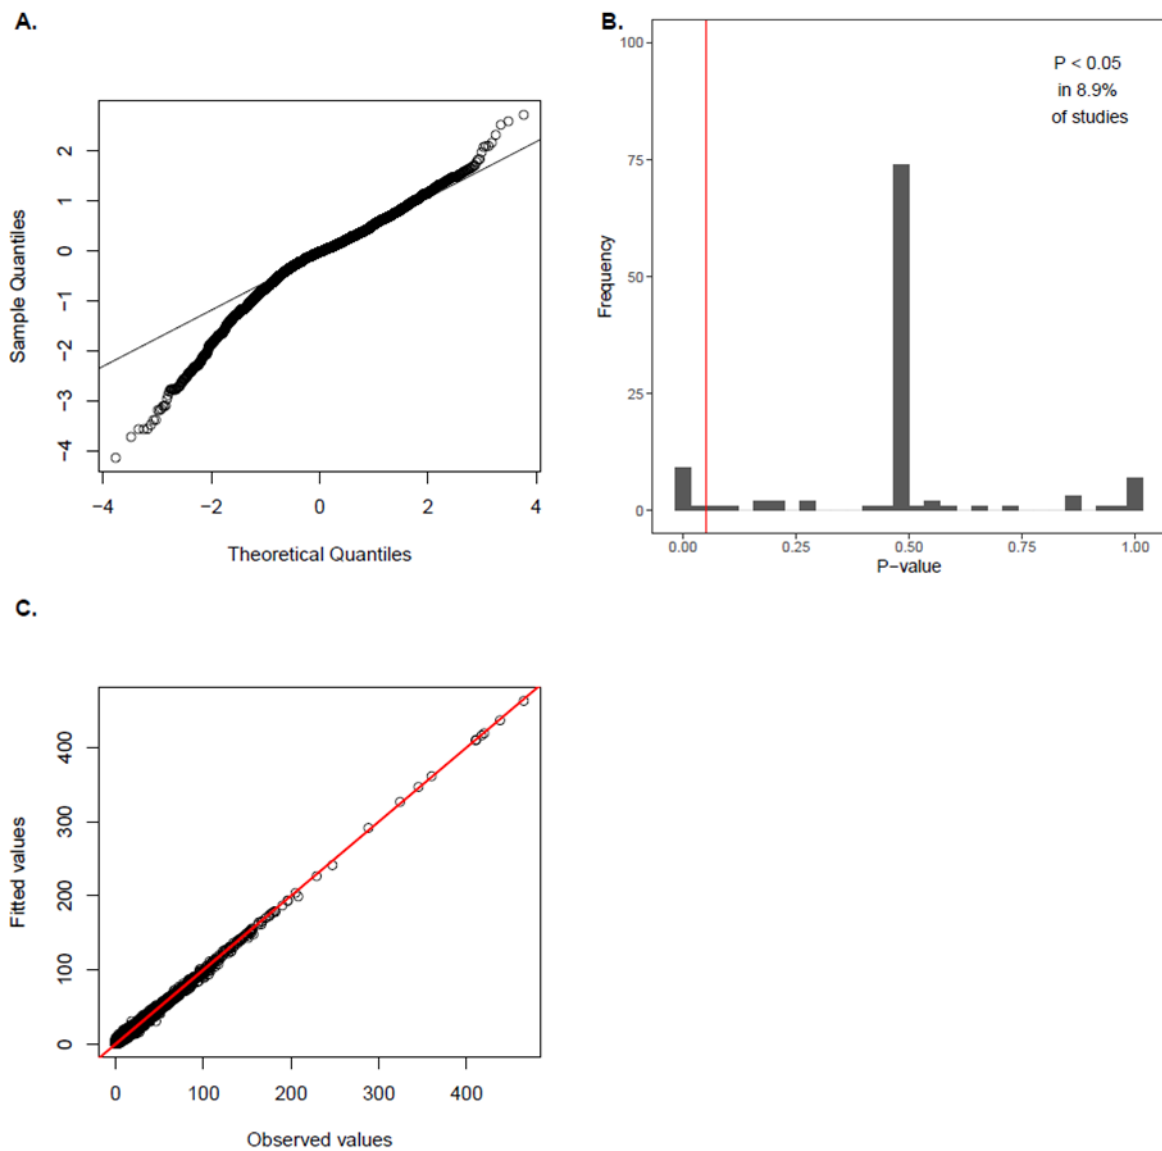 A.
Sample Quantiles
2
1
0
−1
−2
−3
−4
−4
−2
0
2
4
Theoretical Quantiles
B.
Frequency
100
75
50
25
0
P < 0.05
in 8.9%
of studies
0.00
0.25
0.50
0.75
1.00
P−value
C.
Fitted values
400
300
200
100
0
0
100
200
300
400
Observed values